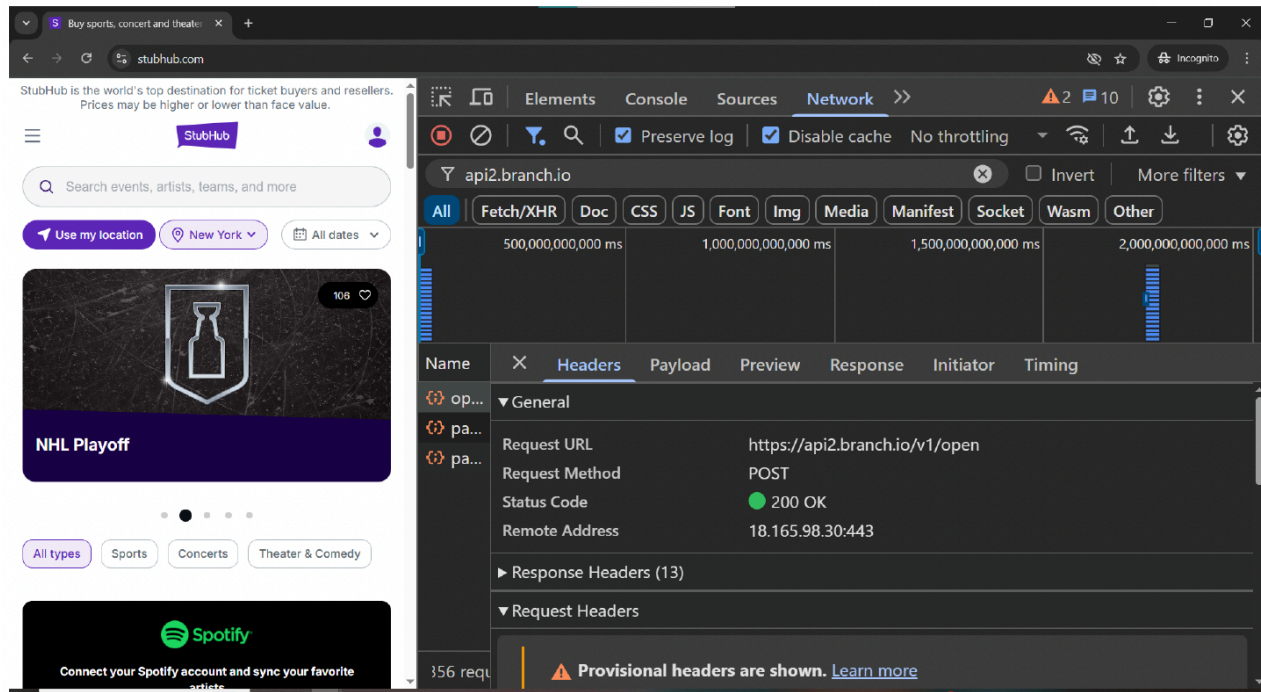 S Buy sports, concert and theater
stubhub.com
Incognito
StubHub is the world's top destination for ticket buyers and resellers.
Prices may be higher or lower than face value.
StubHub
Search events, artists, teams, and more
Use my location
New York
All dates
106
NHL Playoff
All types
Sports
Concerts
Theater & Comedy
Spotify
Connect your Spotify account and sync your favorite
artists
Elements Console Sources Network
2 10
Preserve log Disable cache No throttling
api2.branch.io
Invert More filters
All Fetch/XHR Doc CSS JS Font Img Media Manifest Socket Wasm Other
500,000,000,000 ms 1,000,000,000,000 ms 1,500,000,000,000 ms 2,000,000,000,000 ms
Name
Headers Payload Preview Response Initiator Timing
op...
pa...
pa...
General
Request URL https://api2.branch.io/v1/open
Request Method POST
Status Code 200 OK
Remote Address 18.165.98.30:443
Response Headers (13)
Request Headers
Provisional headers are shown. Learn more